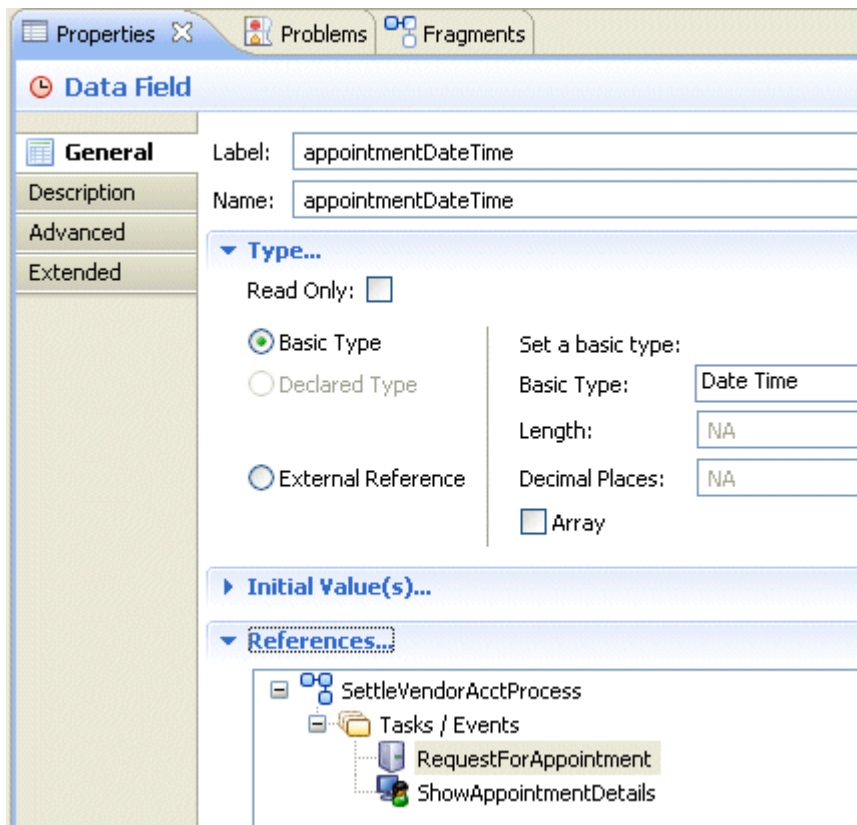 Properties Problems Fragments
Data Field
General
Description
Advanced
Extended
Label: appointmentDateTime
Name: appointmentDateTime
Type...
Read Only:
Basic Type
Declared Type
External Reference
Set a basic type:
Basic Type: Date Time
Length: NA
Decimal Places: NA
Array
Initial Value(s)...
References...
SettleVendorAcctProcess
Tasks / Events
RequestForAppointment
ShowAppointmentDetails